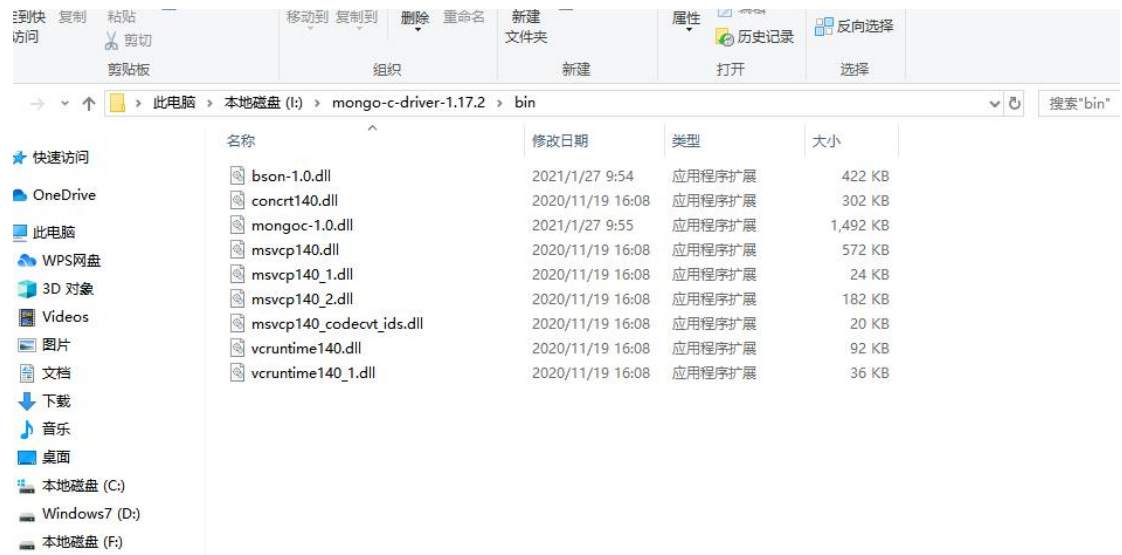 复制 粘贴 移动到 复制到 删除 重命名 新建 属性
访问 剪切 文件夹 历史记录 反向选择
剪贴板 组织 新建 打开 选择
此电脑 › 本地磁盘 (I:) › mongo-c-driver-1.17.2 › bin 搜索"bin"
名称 修改日期 类型 大小
快速访问
bson-1.0.dll 2021/1/27 9:54 应用程序扩展 422 KB
OneDrive
concrt140.dll 2020/11/19 16:08 应用程序扩展 302 KB
mongoc-1.0.dll 2021/1/27 9:55 应用程序扩展 1,492 KB
此电脑
msvcp140.dll 2020/11/19 16:08 应用程序扩展 572 KB
WPS网盘
msvcp140_1.dll 2020/11/19 16:08 应用程序扩展 24 KB
3D 对象
msvcp140_2.dll 2020/11/19 16:08 应用程序扩展 182 KB
Videos
msvcp140_codecvt_ids.dll 2020/11/19 16:08 应用程序扩展 20 KB
图片
vcruntime140.dll 2020/11/19 16:08 应用程序扩展 92 KB
文档
vcruntime140_1.dll 2020/11/19 16:08 应用程序扩展 36 KB
下载
音乐
桌面
本地磁盘 (C:)
Windows7 (D:)
本地磁盘 (F:)